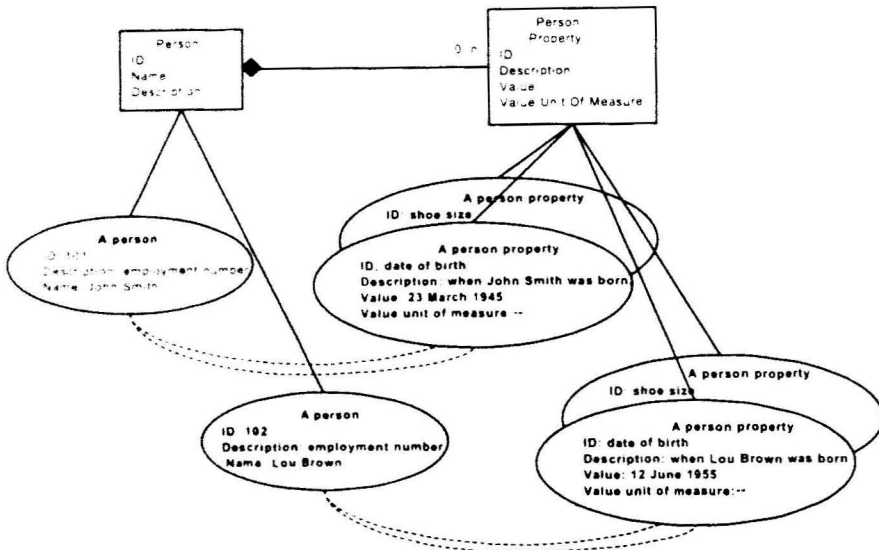 Person
ID
Name
Description
0 n
Person
Property
ID
Description
Value
Value Unit Of Measure
A person property
ID: shoe size
A person
ID:
Description: employment number
Name: John Smith
A person property
ID: date of birth
Description: when John Smith was born
Value: 23 March 1945
Value unit of measure --
A person property
ID: shoe size
A person
ID: 192
Description: employment number
Name: Lou Brown
A person property
ID: date of birth
Description: when Lou Brown was born
Value: 12 June 1955
Value unit of measure:--